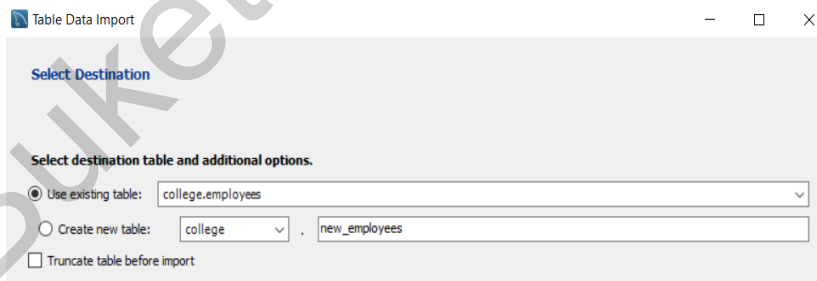 Table Data Import
Select Destination
Select destination table and additional options.
Use existing table: college.employees
Create new table: college . new_employees
Truncate table before import